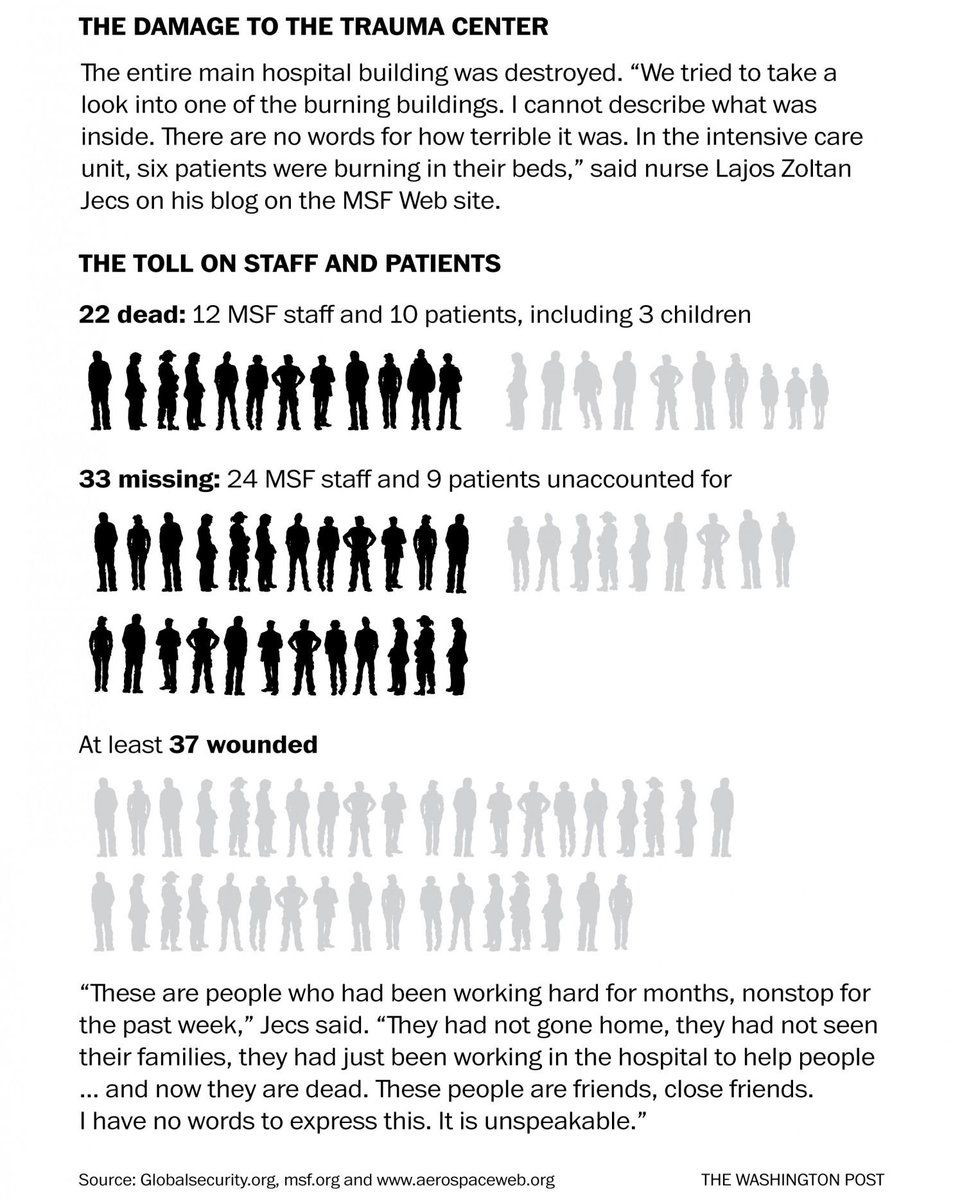 THE DAMAGE TO THE TRAUMA CENTER
The entire main hospital building was destroyed. “We tried to take a
look into one of the burning buildings. I cannot describe what was
inside. There are no words for how terrible it was. In the intensive care
unit, six patients were burning in their beds,” said nurse Lajos Zoltan
Jecs on his blog on the MSF Web site.
THE TOLL ON STAFF AND PATIENTS
22 dead: 12 MSF staff and 10 patients, including 3 children
33 missing: 24 MSF staff and 9 patients unaccounted for
At least 37 wounded
“These are people who had been working hard for months, nonstop for
the past week,” Jecs said. “They had not gone home, they had not seen
their families, they had just been working in the hospital to help people
... and now they are dead. These people are friends, close friends.
I have no words to express this. It is unspeakable.”
Source: Globalsecurity.org, msf.org and www.aerospaceweb.org
THE WASHINGTON POST